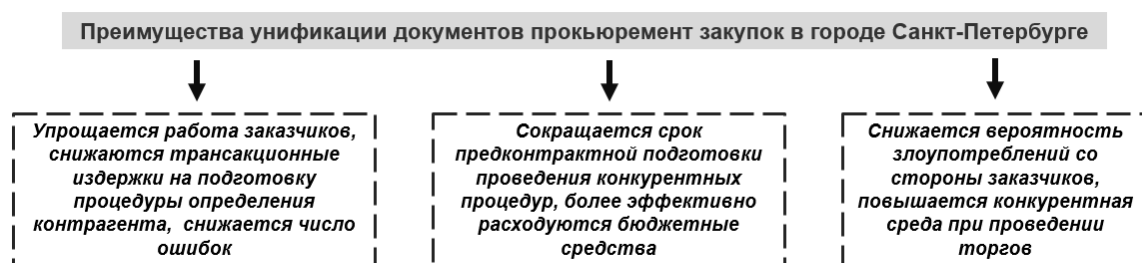 Преимущества унификации документов прокьюремент закупок в городе Санкт-Петербурге
Упрощается работа заказчиков,
снижаются трансакционные
издержки на подготовку
процедуры определения
контрагента, снижается число
ошибок
Сокращается срок
предконтрактной подготовки
проведения конкурентных
процедур, более эффективно
расходуются бюджетные
средства
Снижается вероятность
злоупотреблений со
стороны заказчиков,
повышается конкурентная
среда при проведении
торгов